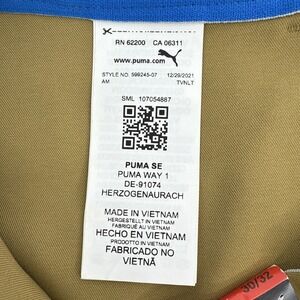 RN 62200 CA 06311
www.puma.com
STYLE NO. 599245-07 12/29/2021
AM TVNLT
SML 107054887
PUMA SE
PUMA WAY 1
DE-91074
HERZOGENAURACH
MADE IN VIETNAM
HERGESTELLT IN VIETNAM
FABRIQUÉ AU VIETNAM
HECHO EN VIETNAM
PRODOTTO IN VIETNAM
FABRICADO NO
VIETNÃ
30/32